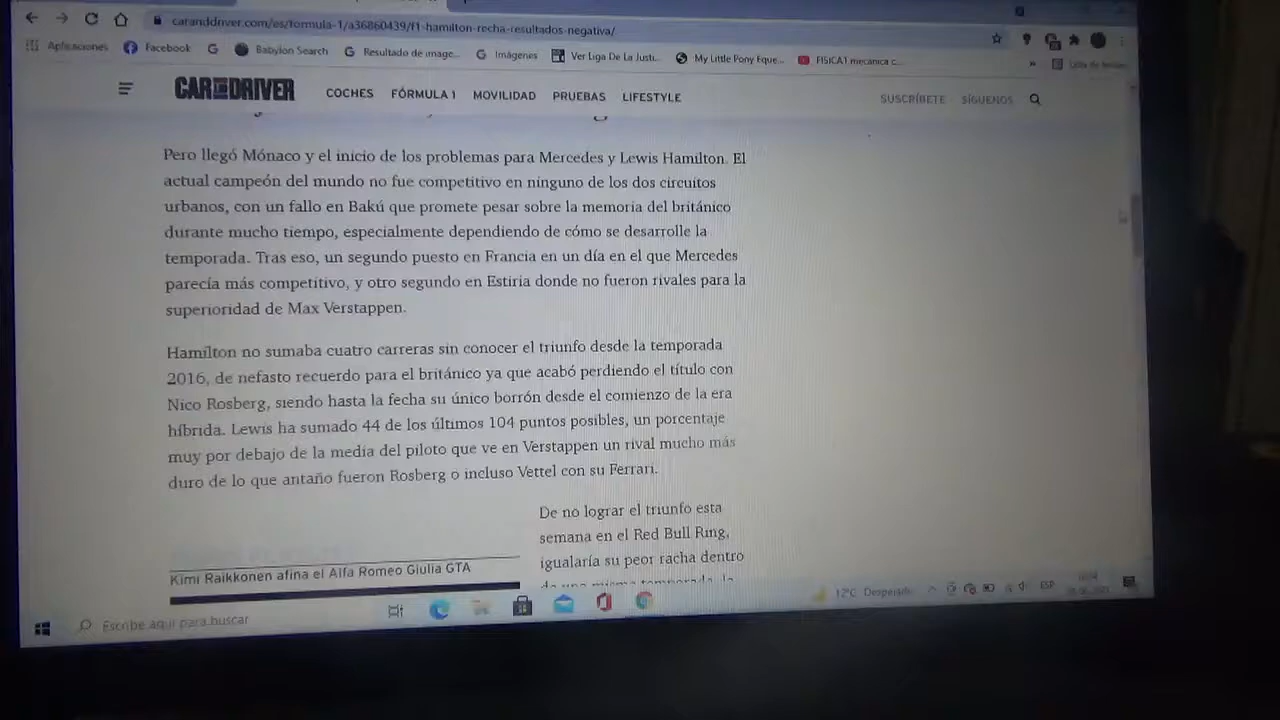 caranddriver.com/es/formula-1/a36860439/f1-hamilton-racha-resultados-negativa/
Aplicaciones Facebook Babylon Search Resultado de image... Imágenes Ver Liga De La Justi... My Little Pony Eque... FISICA1 mecanica c... »
CAR AND DRIVER COCHES FÓRMULA 1 MOVILIDAD PRUEBAS LIFESTYLE SUSCRÍBETE SÍGUENOS
Pero llegó Mónaco y el inicio de los problemas para Mercedes y Lewis Hamilton. El
actual campeón del mundo no fue competitivo en ninguno de los dos circuitos
urbanos, con un fallo en Bakú que promete pesar sobre la memoria del británico
durante mucho tiempo, especialmente dependiendo de cómo se desarrolle la
temporada. Tras eso, un segundo puesto en Francia en un día en el que Mercedes
parecía más competitivo, y otro segundo en Estiria donde no fueron rivales para la
superioridad de Max Verstappen.
Hamilton no sumaba cuatro carreras sin conocer el triunfo desde la temporada
2016, de nefasto recuerdo para el británico ya que acabó perdiendo el título con
Nico Rosberg, siendo hasta la fecha su único borrón desde el comienzo de la era
híbrida. Lewis ha sumado 44 de los últimos 104 puntos posibles, un porcentaje
muy por debajo de la media del piloto que ve en Verstappen un rival mucho más
duro de lo que antaño fueron Rosberg o incluso Vettel con su Ferrari.
De no lograr el triunfo esta
semana en el Red Bull Ring,
igualaría su peor racha dentro
de una misma temporada, la
Kimi Raikkonen afina el Alfa Romeo Giulia GTA
Escribe aquí para buscar
12°C Despejado ESP